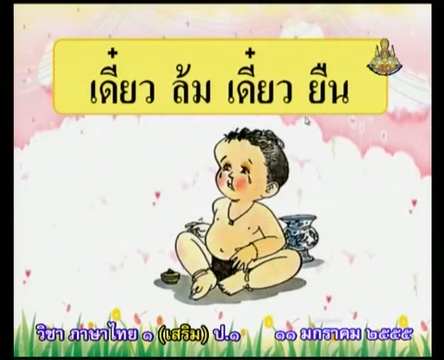 เดี๋ยว ล้ม เดี๋ยว ยืน
วิชา ภาษาไทย ๑ (เสริม) ป.๑ ๑๑ มกราคม ๒๕๕๕